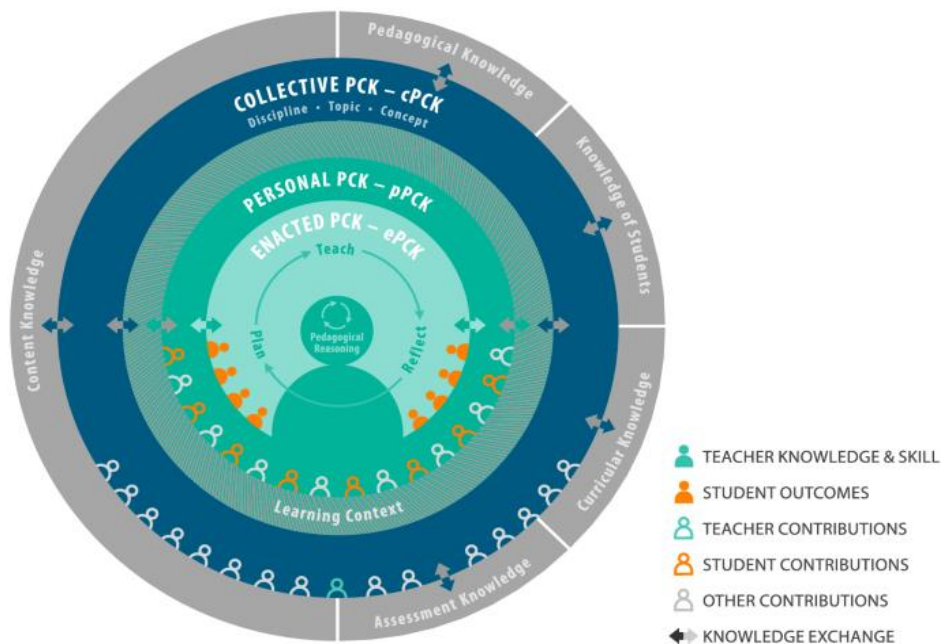 Pedagogical Knowledge
COLLECTIVE PCK – cPCK
Discipline • Topic • Concept
Knowledge of Students
PERSONAL PCK – pPCK
ENACTED PCK – ePCK
Teach
Content Knowledge
Pedagogical
Reasoning
Plan
Reflect
Curricular Knowledge
Learning Context
Assessment Knowledge
TEACHER KNOWLEDGE & SKILL
STUDENT OUTCOMES
TEACHER CONTRIBUTIONS
STUDENT CONTRIBUTIONS
OTHER CONTRIBUTIONS
KNOWLEDGE EXCHANGE